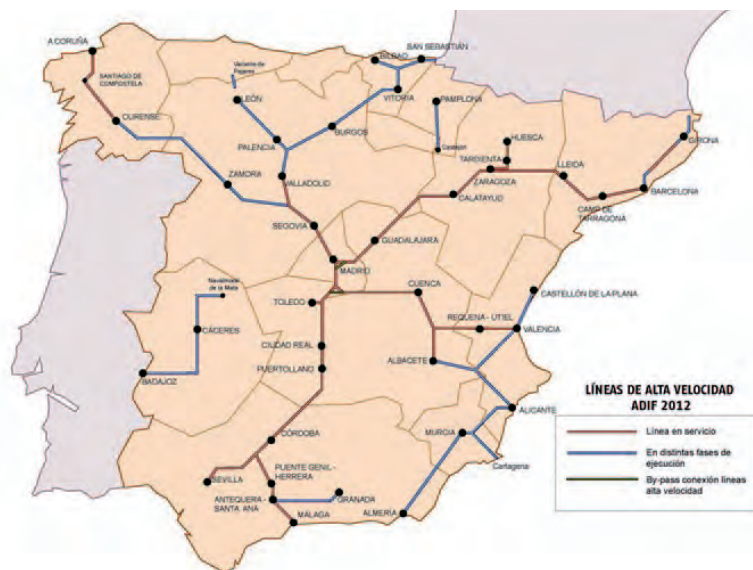 A CORUÑA
SANTIAGO DE
COMPOSTELA
OURENSE
ZAMORA
Variante de
Pajares
LEÓN
PALENCIA
BURGOS
VALLADOLID
SEGOVIA
BILBAO
SAN SEBASTIÁN
VITORIA
PAMPLONA
Castejón
HUESCA
TARDIENTA
ZARAGOZA
CALATAYUD
LLEIDA
CAMP DE
TARRAGONA
BARCELONA
GIRONA
GUADALAJARA
MADRID
TOLEDO
CUENCA
CASTELLÓN DE LA PLANA
REQUENA - UTIEL
VALENCIA
ALBACETE
ALICANTE
Navalmoral de
la Mata
CÁCERES
BADAJOZ
CIUDAD REAL
PUERTOLLANO
CÓRDOBA
SEVILLA
PUENTE GENIL -
HERRERA
ANTEQUERA -
SANTA ANA
GRANADA
MÁLAGA
ALMERÍA
MURCIA
Cartagena
LÍNEAS DE ALTA VELOCIDAD
ADIF 2012
Línea en servicio
En distintas fases de
ejecución
By-pass conexión líneas
alta velocidad